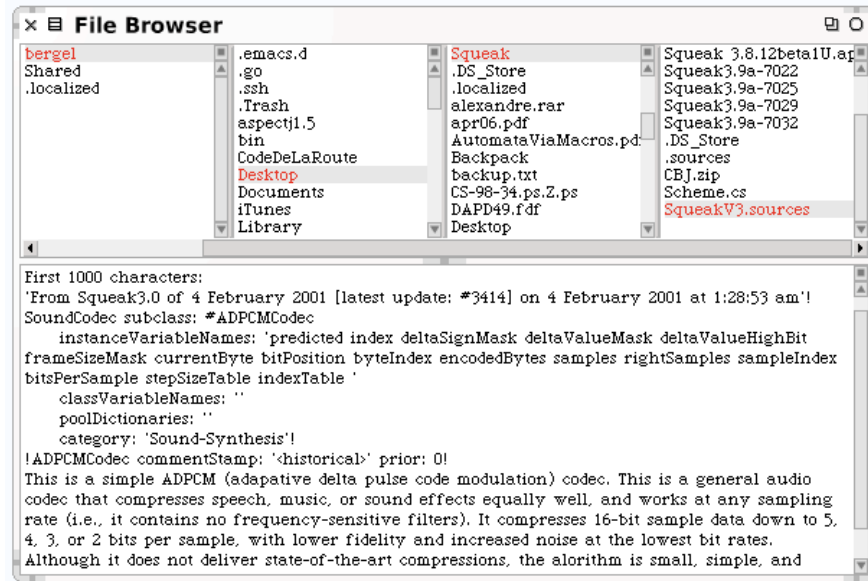 File Browser
bergel
Shared
.localized
.emacs.d
.go
.ssh
.Trash
aspectj1.5
bin
CodeDeLaRoute
Desktop
Documents
iTunes
Library
Squeak
.DS_Store
.localized
alexandre.rar
apr06.pdf
AutomataViaMacros.pd
Backpack
backup.txt
CS-98-34.ps.Z.ps
DAPD49.fdf
Desktop
Squeak 3.8.12beta1U.ap
Squeak3.9a-7022
Squeak3.9a-7025
Squeak3.9a-7029
Squeak3.9a-7032
.DS_Store
.sources
CBJ.zip
Scheme.cs
SqueakV3.sources
First 1000 characters:
'From Squeak3.0 of 4 February 2001 [latest update: #3414] on 4 February 2001 at 1:28:53 am'!
SoundCodec subclass: #ADPCMCodec
instanceVariableNames: 'predicted index deltaSignMask deltaValueMask deltaValueHighBit
frameSizeMask currentByte bitPosition byteIndex encodedBytes samples rightSamples sampleIndex
bitsPerSample stepSizeTable indexTable '
classVariableNames: ''
poolDictionaries: ''
category: 'Sound-Synthesis'!
!ADPCMCodec commentStamp: '<historical>' prior: 0!
This is a simple ADPCM (adapative delta pulse code modulation) codec. This is a general audio
codec that compresses speech, music, or sound effects equally well, and works at any sampling
rate (i.e., it contains no frequency-sensitive filters). It compresses 16-bit sample data down to 5,
4, 3, or 2 bits per sample, with lower fidelity and increased noise at the lowest bit rates.
Although it does not deliver state-of-the-art compressions, the alorithm is small, simple, and